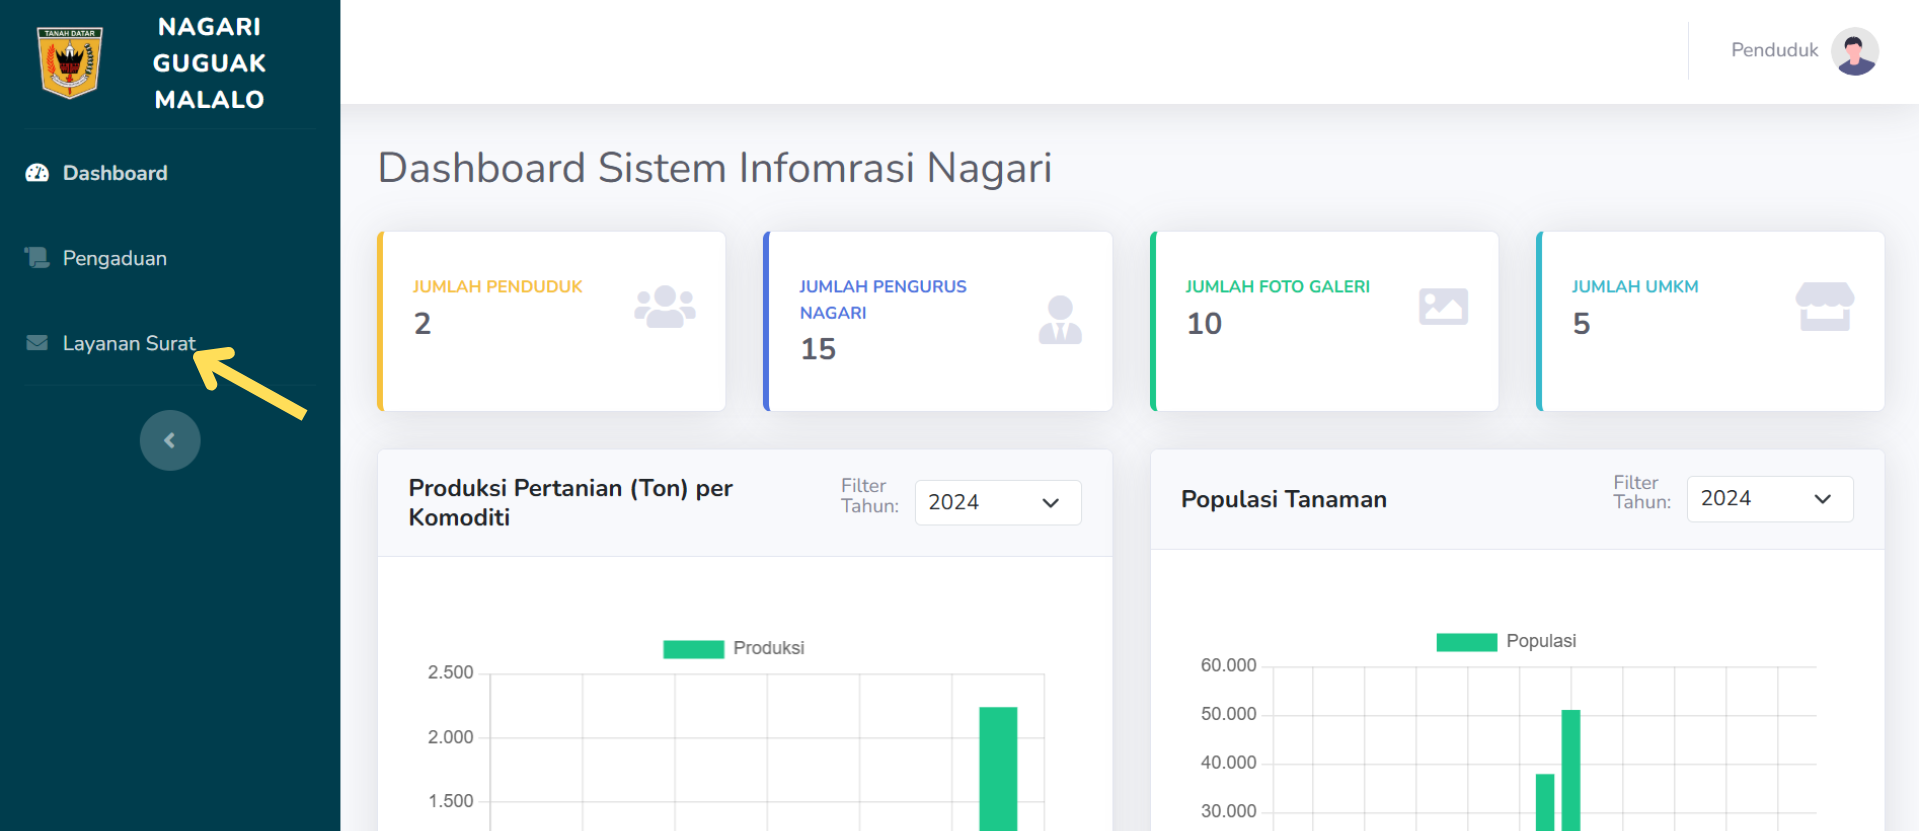 TANAH DATAR
NAGARI
GUGUAK
MALALO
Dashboard
Pengaduan
Layanan Surat
Penduduk
Dashboard Sistem Infomrasi Nagari
JUMLAH PENDUDUK
2
JUMLAH PENGURUS
NAGARI
15
JUMLAH FOTO GALERI
10
JUMLAH UMKM
5
Produksi Pertanian (Ton) per
Komoditi
Filter
Tahun:
2024
Produksi
2.500
2.000
1.500
Populasi Tanaman
Filter
Tahun:
2024
Populasi
60.000
50.000
40.000
30.000